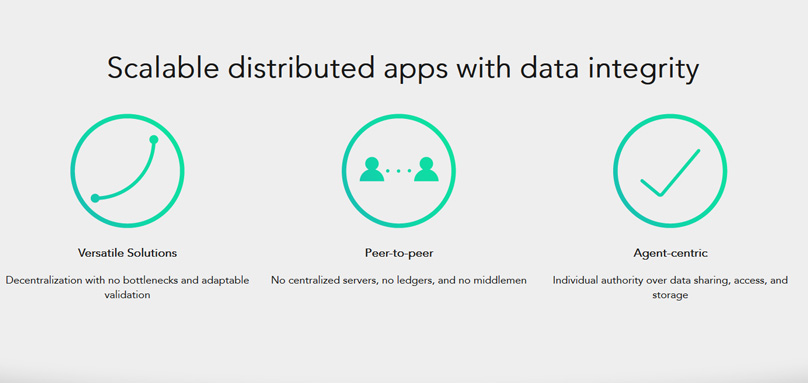 Scalable distributed apps with data integrity
Versatile Solutions
Decentralization with no bottlenecks and adaptable
validation
Peer-to-peer
No centralized servers, no ledgers, and no middlemen
Agent-centric
Individual authority over data sharing, access, and
storage